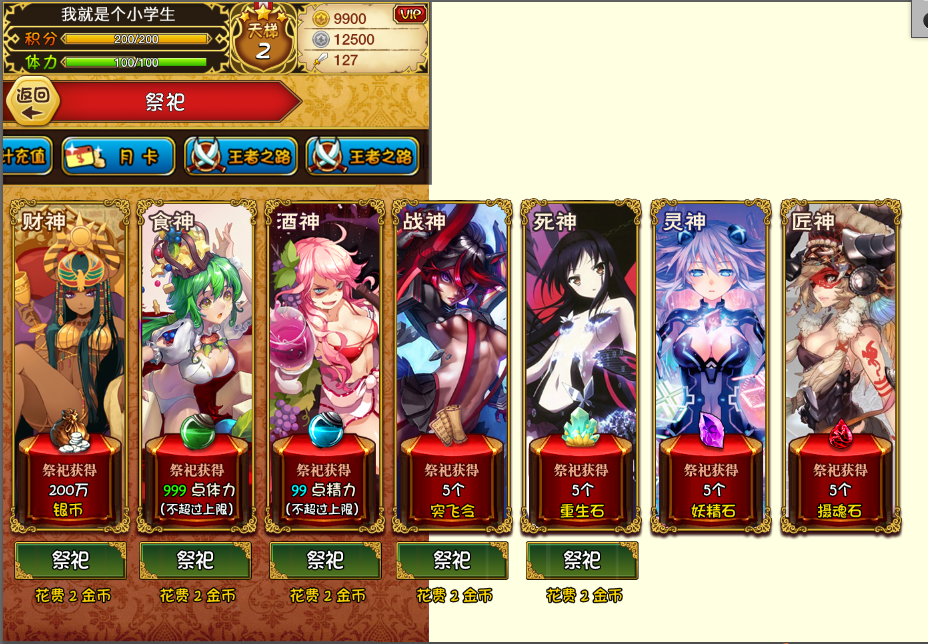 我就是个小学生
积分 200/200
体力 100/100
天梯
2
9900
12500
127
VIP
返回
祭祀
计充值
月卡
王者之路
王者之路
财神
祭祀获得
200万
银币
祭祀
花费 2 金币
食神
祭祀获得
999 点体力
(不超过上限)
祭祀
花费 2 金币
酒神
祭祀获得
99 点精力
(不超过上限)
祭祀
花费 2 金币
战神
祭祀获得
5个
突飞令
祭祀
花费 2 金币
死神
祭祀获得
5个
重生石
祭祀
花费 2 金币
灵神
祭祀获得
5个
妖精石
匠神
祭祀获得
5个
摄魂石